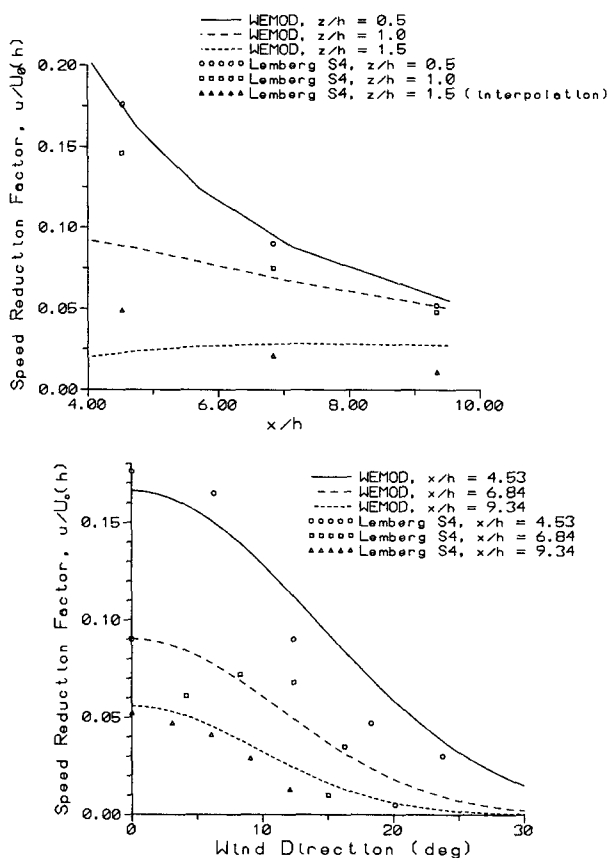 WEMOD, z/h = 0.5
WEMOD, z/h = 1.0
WEMOD, z/h = 1.5
Lemberg S4, z/h = 0.5
Lemberg S4, z/h = 1.0
Lemberg S4, z/h = 1.5 (interpolation)
Speed Reduction Factor, u/U₀(h)
0.20
0.15
0.10
0.05
0.00
4.00 6.00 8.00 10.00
x/h
WEMOD, x/h = 4.53
WEMOD, x/h = 6.84
WEMOD, x/h = 9.34
Lemberg S4, x/h = 4.53
Lemberg S4, x/h = 6.84
Lemberg S4, x/h = 9.34
Speed Reduction Factor, u/U₀(h)
0.15
0.10
0.05
0.00
0 10 20 30
Wind Direction (deg)